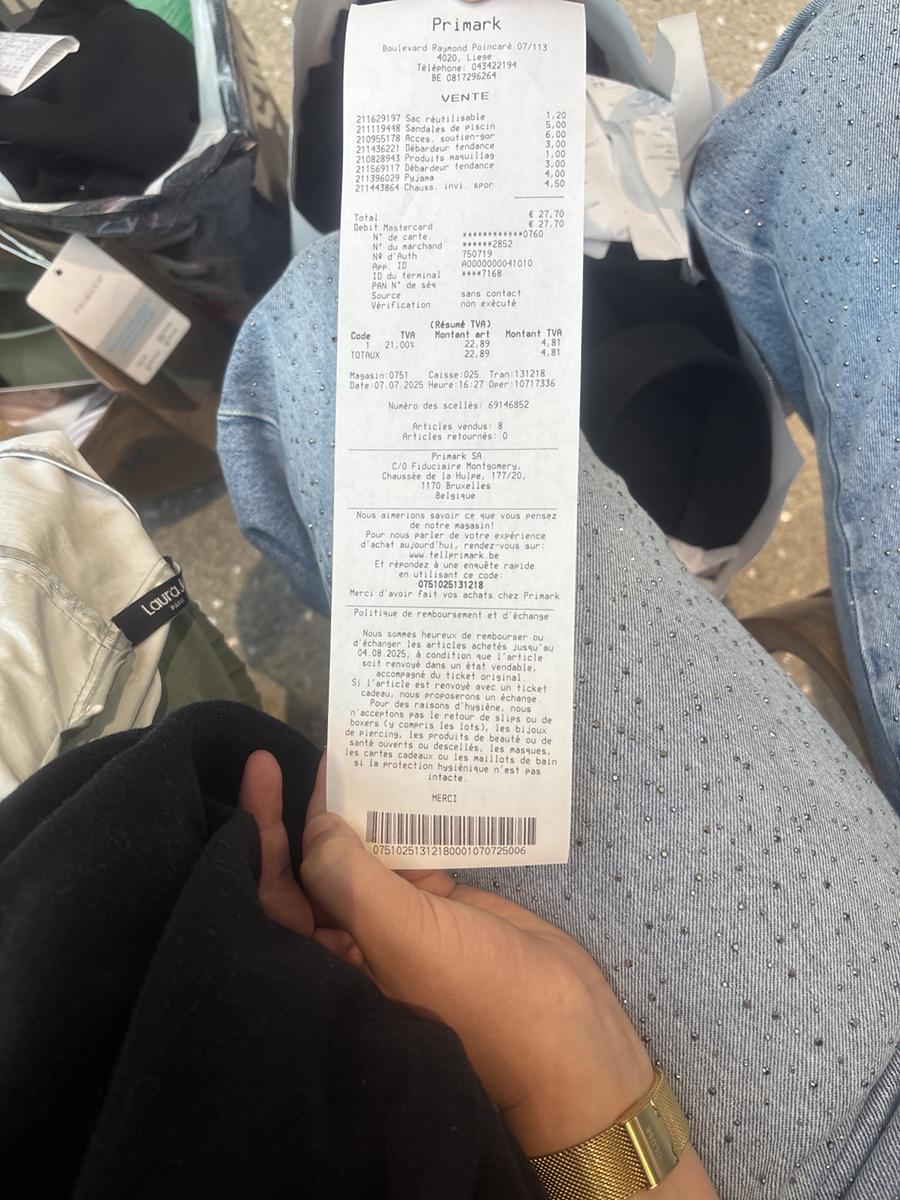 Primark
Boulevard Raymond Poincaré 07/113
4020, Liege
Téléphone: 043422194
BE 0817296264
VENTE
211629197 Sac réutilisable 1,20
211119448 Sandales de piscin 5,00
210955178 Acces. soutien-gor 6,00
211436221 Débardeur tendance 3,00
210828943 Produits maquillag 1,00
211569117 Débardeur tendance 3,00
211396029 Pyjama 4,00
211443864 Chauss. invi. spor 4,50
Total € 27,70
Debit Mastercard € 27,70
N° de carte. ************0760
N° du marchand ******2852
Nº d'Auth 750719
App. ID A0000000041010
ID du terminal ****7168
PAN N° de séq
Source sans contact
Vérification non exécuté
(Résumé TVA)
Code TVA Montant art Montant TVA
1 21,00% 22,89 4,81
TOTAUX 22,89 4,81
Magasin:0751 Caisse:025 Tran:131218
Date:07.07.2025 Heure:16:27 Oper:10717336
Numéro des scellés: 69146852
Articles vendus: 8
Articles retournés: 0
Primark SA
C/O Fiduciaire Montgomery,
Chaussée de la Hulpe, 177/20,
1170 Bruxelles
Belgique
Nous aimerions savoir ce que vous pensez
de notre magasin!
Pour nous parler de votre expérience
d'achat aujourd'hui, rendez-vous sur:
www.tellprimark.be
Et répondez à une enquête rapide
en utilisant ce code:
0751025131218
Merci d'avoir fait vos achats chez Primark
Politique de remboursement et d'échange
Nous sommes heureux de rembourser ou
d'échanger les articles achetés jusqu'au
04.08.2025, à condition que l'article
soit renvoyé dans un état vendable,
accompagné du ticket original.
Si l'article est renvoyé avec un ticket
cadeau, nous proposerons un échange.
Pour des raisons d'hygiène, nous
n'acceptons pas le retour de slips ou de
boxers (y compris les lots), les bijoux
de piercing, les produits de beauté ou de
santé ouverts ou descellés, les masques,
les cartes cadeaux ou les maillots de bain
si la protection hygiénique n'est pas
intacte.
MERCI
07510251312180001070725006
Laura
PARIS